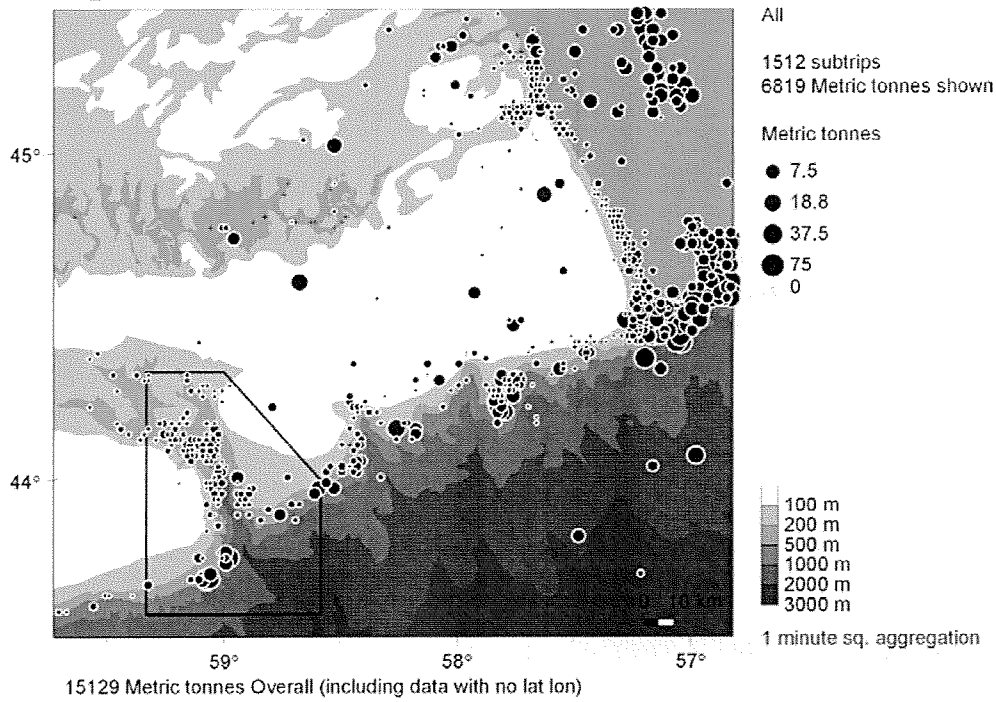 All
1512 subtrips
6819 Metric tonnes shown
Metric tonnes
7.5
18.8
37.5
75
0
45°
44°
100 m
200 m
500 m
1000 m
2000 m
3000 m
10 km
1 minute sq. aggregation
59°
58°
57°
15129 Metric tonnes Overall (including data with no lat lon)